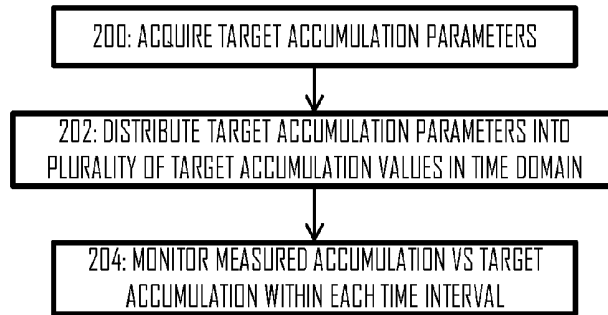 200: ACQUIRE TARGET ACCUMULATION PARAMETERS
202: DISTRIBUTE TARGET ACCUMULATION PARAMETERS INTO
PLURALITY OF TARGET ACCUMULATION VALUES IN TIME DOMAIN
204: MONITOR MEASURED ACCUMULATION VS TARGET
ACCUMULATION WITHIN EACH TIME INTERVAL